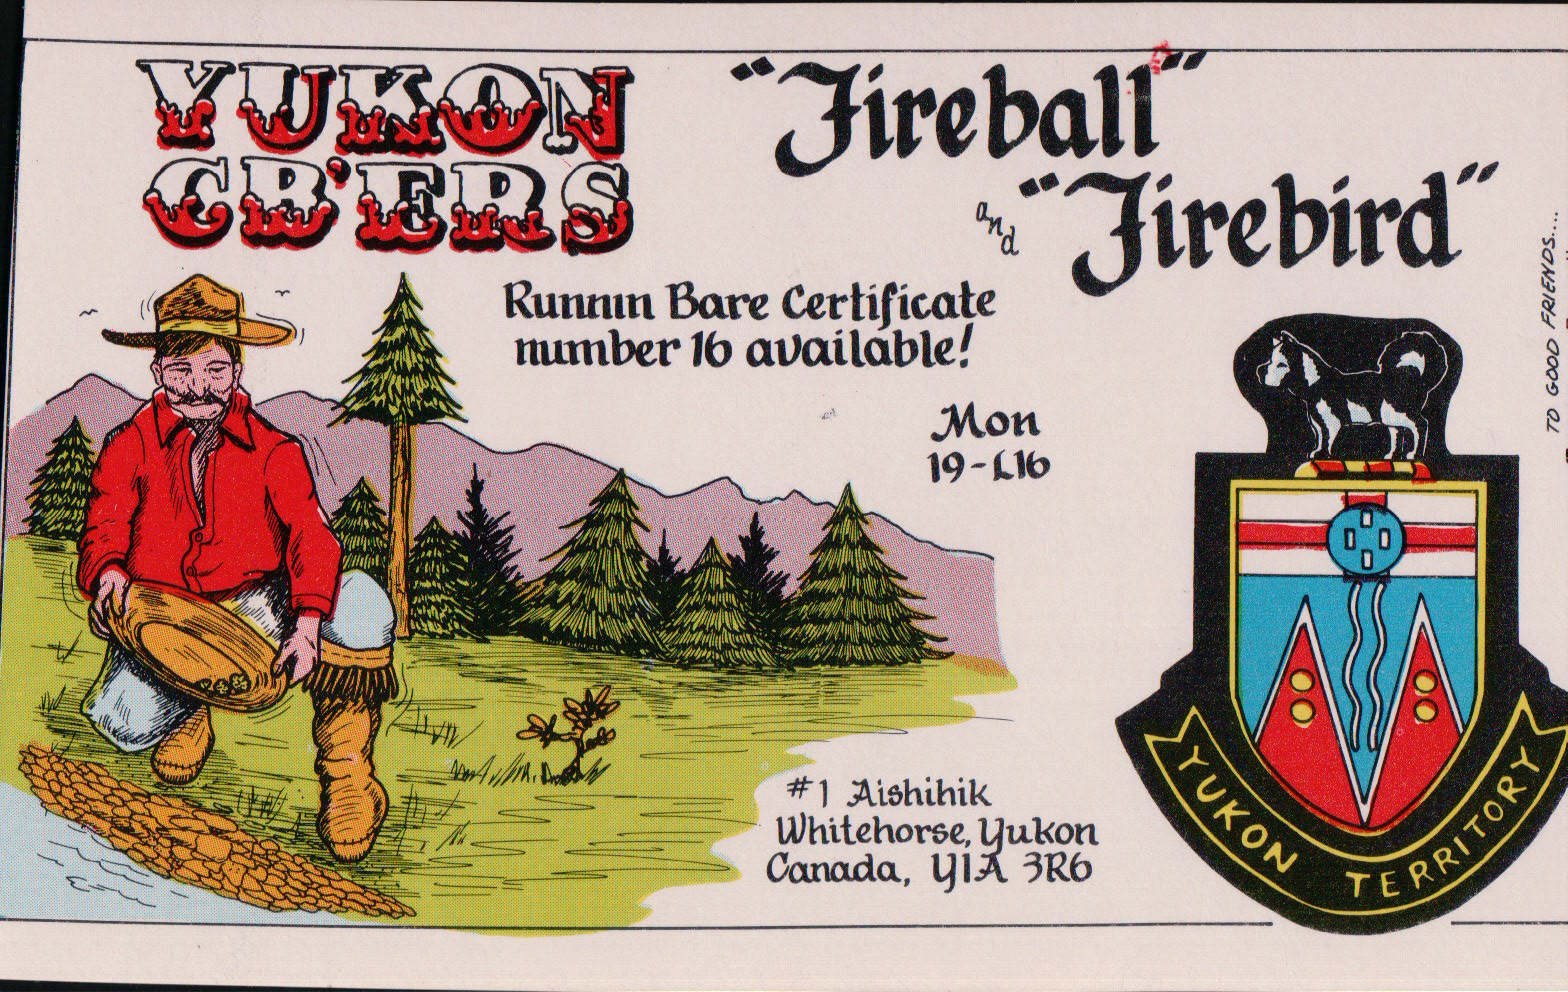 YUKON
CB'ERS
"Fireball"
and "Firebird"
Runnin Bare Certificate
number 16 available!
Mon
19-L16
#1 Aishihik
Whitehorse, Yukon
Canada, Y1A 3R6
YUKON TERRITORY
TO GOOD FRIENDS....